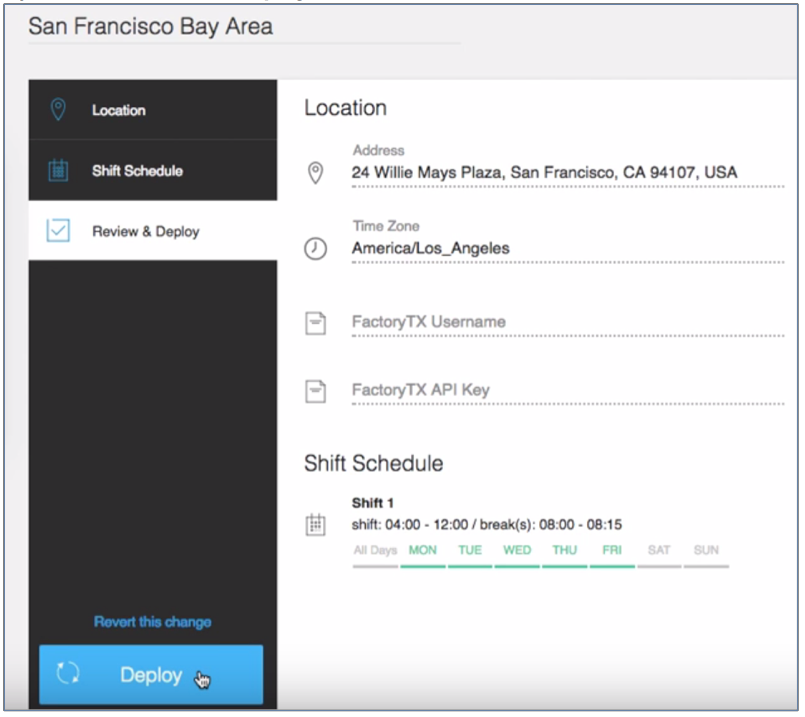 San Francisco Bay Area
Location
Shift Schedule
Review & Deploy
Revert this change
Deploy
Location
Address
24 Willie Mays Plaza, San Francisco, CA 94107, USA
Time Zone
America/Los_Angeles
FactoryTX Username
FactoryTX API Key
Shift Schedule
Shift 1
shift: 04:00 - 12:00 / break(s): 08:00 - 08:15
All Days MON TUE WED THU FRI SAT SUN